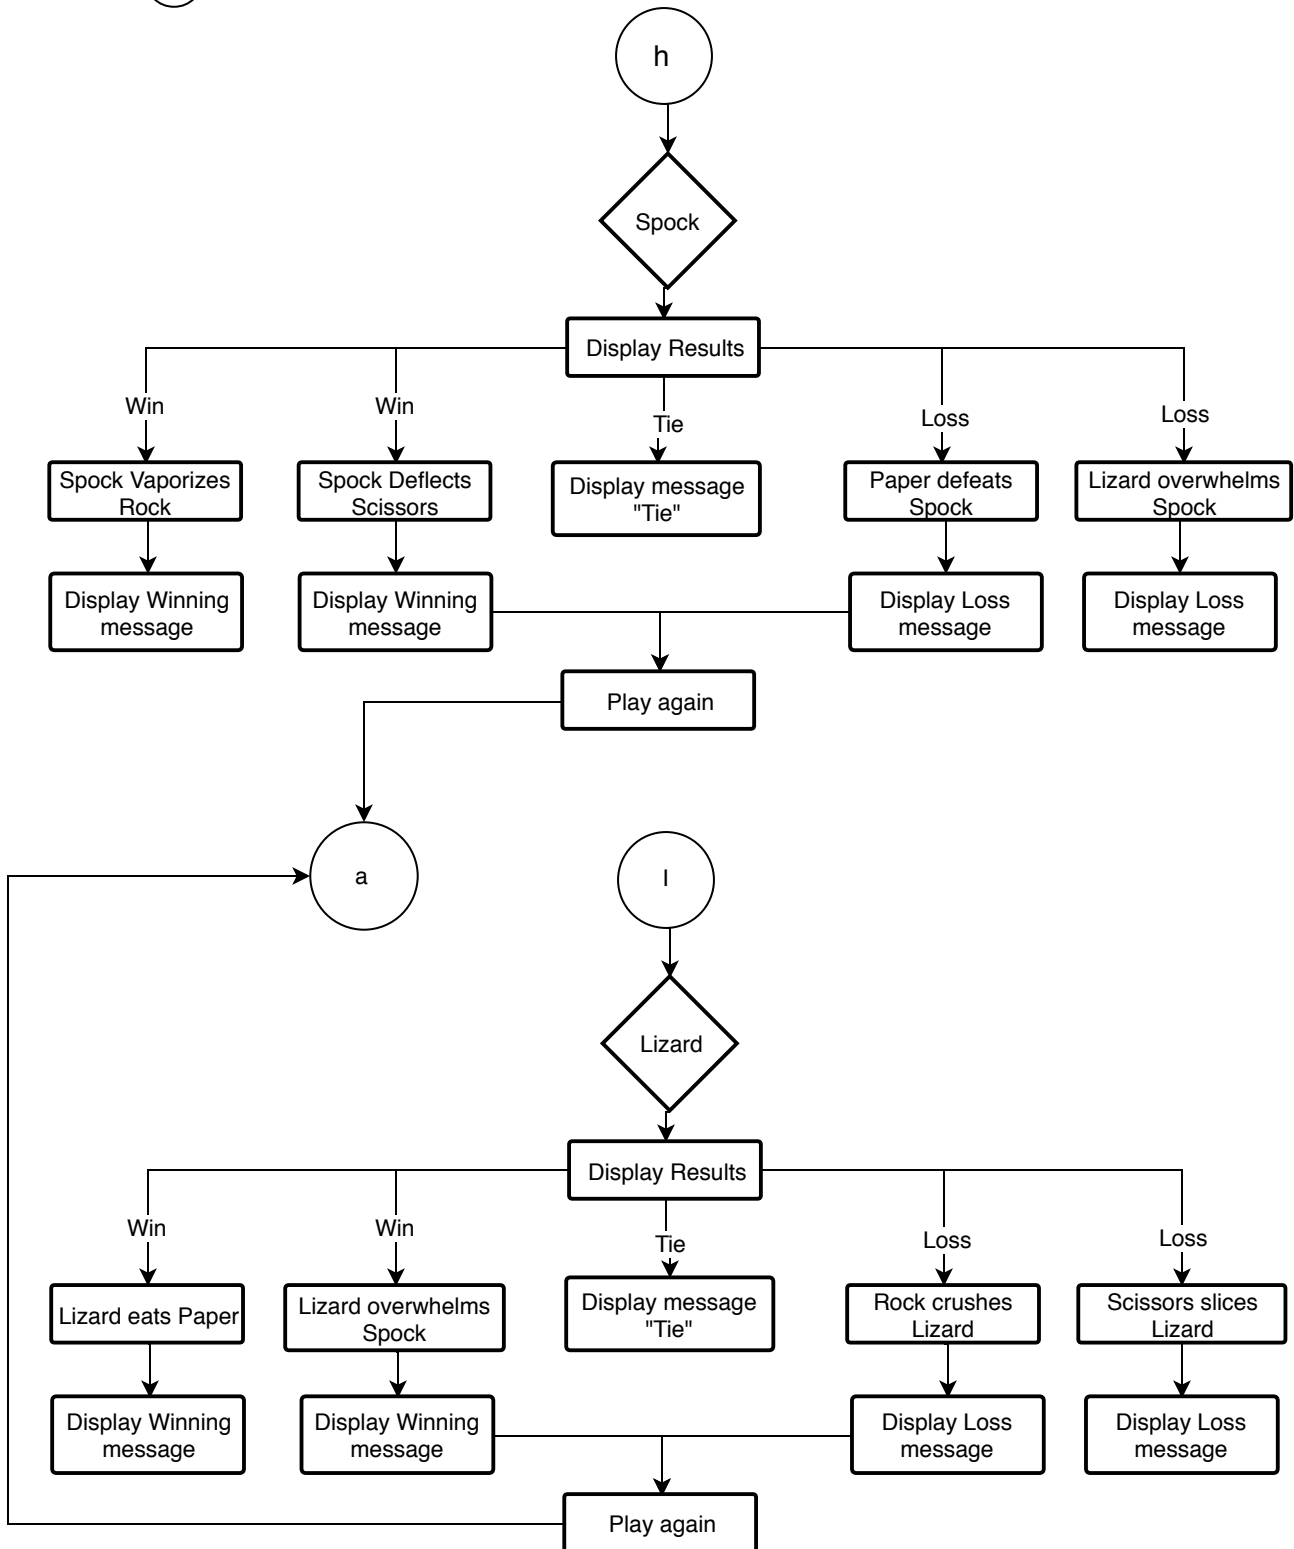 h
Spock
Display Results
Win
Win
Tie
Loss
Loss
Spock Vaporizes
Rock
Spock Deflects
Scissors
Display message
"Tie"
Paper defeats
Spock
Lizard overwhelms
Spock
Display Winning
message
Display Winning
message
Display Loss
message
Display Loss
message
Play again
a
l
Lizard
Display Results
Win
Win
Tie
Loss
Loss
Lizard eats Paper
Lizard overwhelms
Spock
Display message
"Tie"
Rock crushes
Lizard
Scissors slices
Lizard
Display Winning
message
Display Winning
message
Display Loss
message
Display Loss
message
Play again